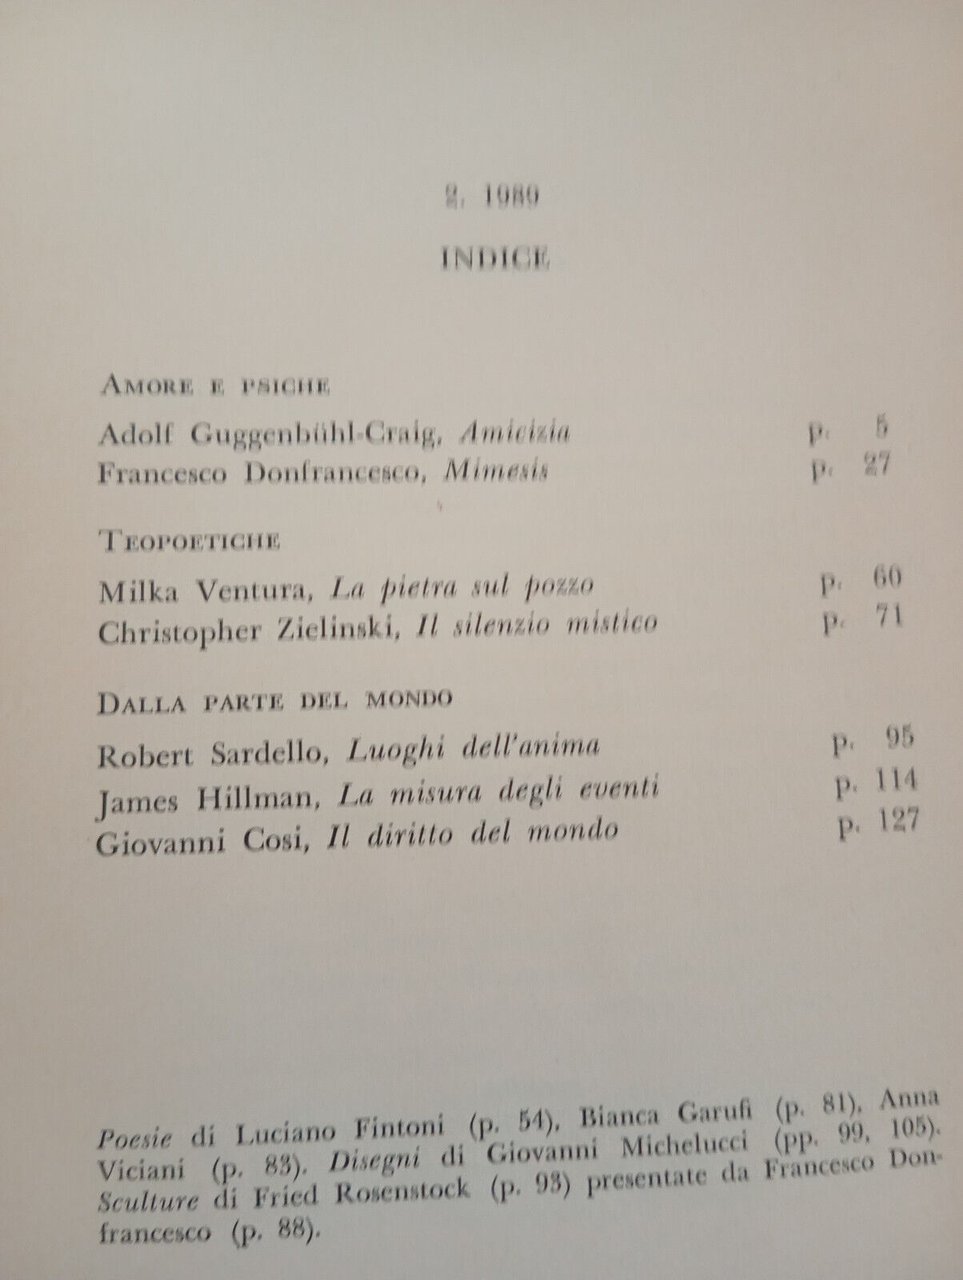 2. 1989
INDICE
AMORE E PSICHE
Adolf Guggenbühl-Craig, Amicizia p. 5
Francesco Donfrancesco, Mimesis p. 27
TEOPOETICHE
Milka Ventura, La pietra sul pozzo p. 60
Christopher Zielinski, Il silenzio mistico p. 71
DALLA PARTE DEL MONDO
Robert Sardello, Luoghi dell'anima p. 95
James Hillman, La misura degli eventi p. 114
Giovanni Cosi, Il diritto del mondo p. 127
Poesie di Luciano Fintoni (p. 54), Bianca Garufi (p. 81), Anna
Viciani (p. 83). Disegni di Giovanni Michelucci (pp. 99, 105).
Sculture di Fried Rosenstock (p. 93) presentate da Francesco Don-
francesco (p. 88).